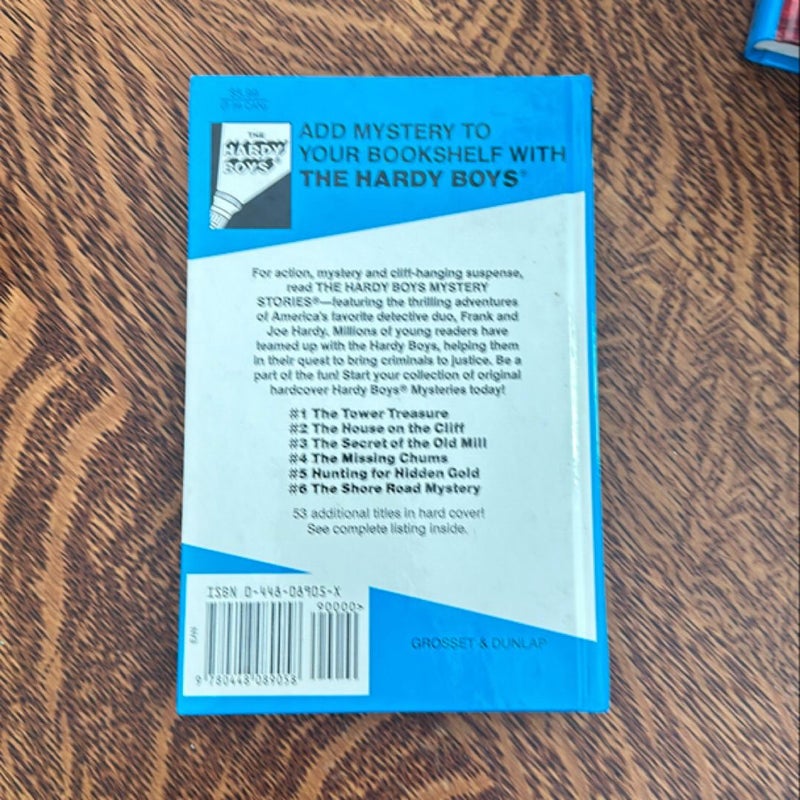 $5.99
THE
HARDY
BOYS®
ADD MYSTERY TO
YOUR BOOKSHELF WITH
THE HARDY BOYS®
For action, mystery and cliff-hanging suspense,
read THE HARDY BOYS MYSTERY
STORIES®—featuring the thrilling adventures
of America's favorite detective duo, Frank and
Joe Hardy. Millions of young readers have
teamed up with the Hardy Boys, helping them
in their quest to bring criminals to justice. Be a
part of the fun! Start your collection of original
hardcover Hardy Boys® Mysteries today!
#1 The Tower Treasure
#2 The House on the Cliff
#3 The Secret of the Old Mill
#4 The Missing Chums
#5 Hunting for Hidden Gold
#6 The Shore Road Mystery
53 additional titles in hard cover!
See complete listing inside.
ISBN 0-448-08905-X
90000>
EAN
9 780448 089058
GROSSET & DUNLAP